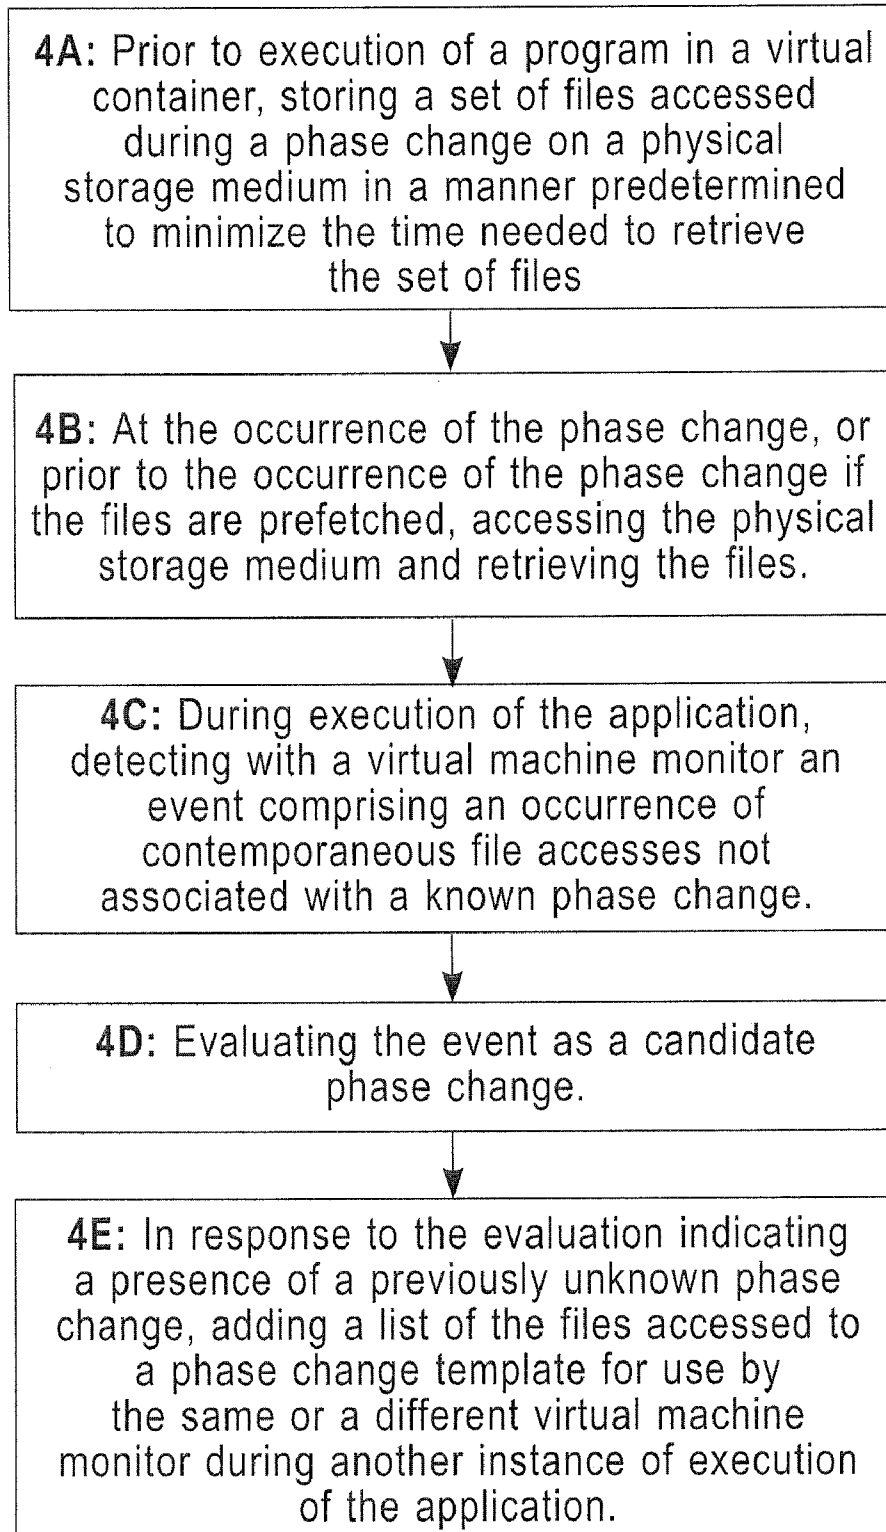 4A: Prior to execution of a program in a virtual
container, storing a set of files accessed
during a phase change on a physical
storage medium in a manner predetermined
to minimize the time needed to retrieve
the set of files
4B: At the occurrence of the phase change, or
prior to the occurrence of the phase change if
the files are prefetched, accessing the physical
storage medium and retrieving the files.
4C: During execution of the application,
detecting with a virtual machine monitor an
event comprising an occurrence of
contemporaneous file accesses not
associated with a known phase change.
4D: Evaluating the event as a candidate
phase change.
4E: In response to the evaluation indicating
a presence of a previously unknown phase
change, adding a list of the files accessed to
a phase change template for use by
the same or a different virtual machine
monitor during another instance of execution
of the application.